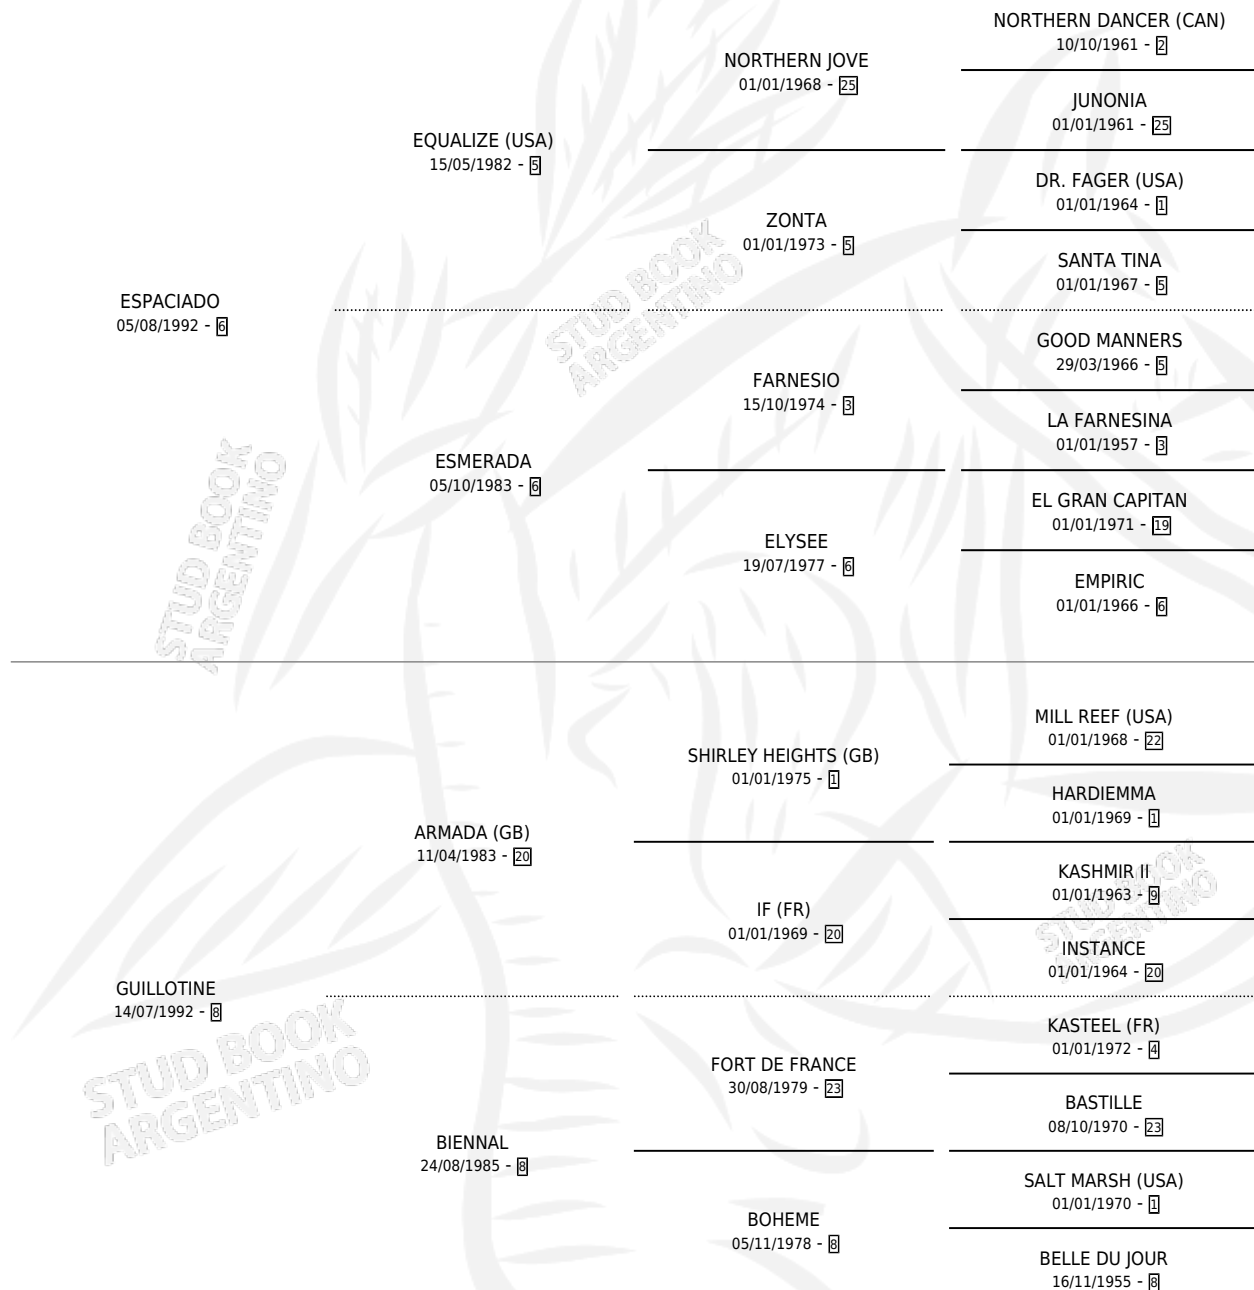 NORTHERN DANCER (CAN)
10/10/1961 - 2
NORTHERN JOVE
01/01/1968 - 25
JUNONIA
01/01/1961 - 25
EQUALIZE (USA)
15/05/1982 - 5
DR. FAGER (USA)
01/01/1964 - 1
ZONTA
01/01/1973 - 5
SANTA TINA
01/01/1967 - 5
ESPACIADO
05/08/1992 - 6
STUD BOOK
ARGENTINO
GOOD MANNERS
29/03/1966 - 5
FARNESIO
15/10/1974 - 3
LA FARNESINA
01/01/1957 - 3
ESMERADA
05/10/1983 - 6
EL GRAN CAPITAN
01/01/1971 - 19
ELYSEE
19/07/1977 - 6
EMPIRIC
01/01/1966 - 6
STUD BOOK
ARGENTINO
MILL REEF (USA)
01/01/1968 - 22
SHIRLEY HEIGHTS (GB)
01/01/1975 - 1
HARDIEMMA
01/01/1969 - 1
ARMADA (GB)
11/04/1983 - 20
KASHMIR II
01/01/1963 - 9
IF (FR)
01/01/1969 - 20
INSTANCE
01/01/1964 - 20
STUD BOOK
ARGENTINO
GUILLOTINE
14/07/1992 - 8
STUD BOOK
ARGENTINO
KASTEEL (FR)
01/01/1972 - 4
FORT DE FRANCE
30/08/1979 - 23
BASTILLE
08/10/1970 - 23
BIENNAL
24/08/1985 - 8
SALT MARSH (USA)
01/01/1970 - 1
BOHEME
05/11/1978 - 8
BELLE DU JOUR
16/11/1955 - 8